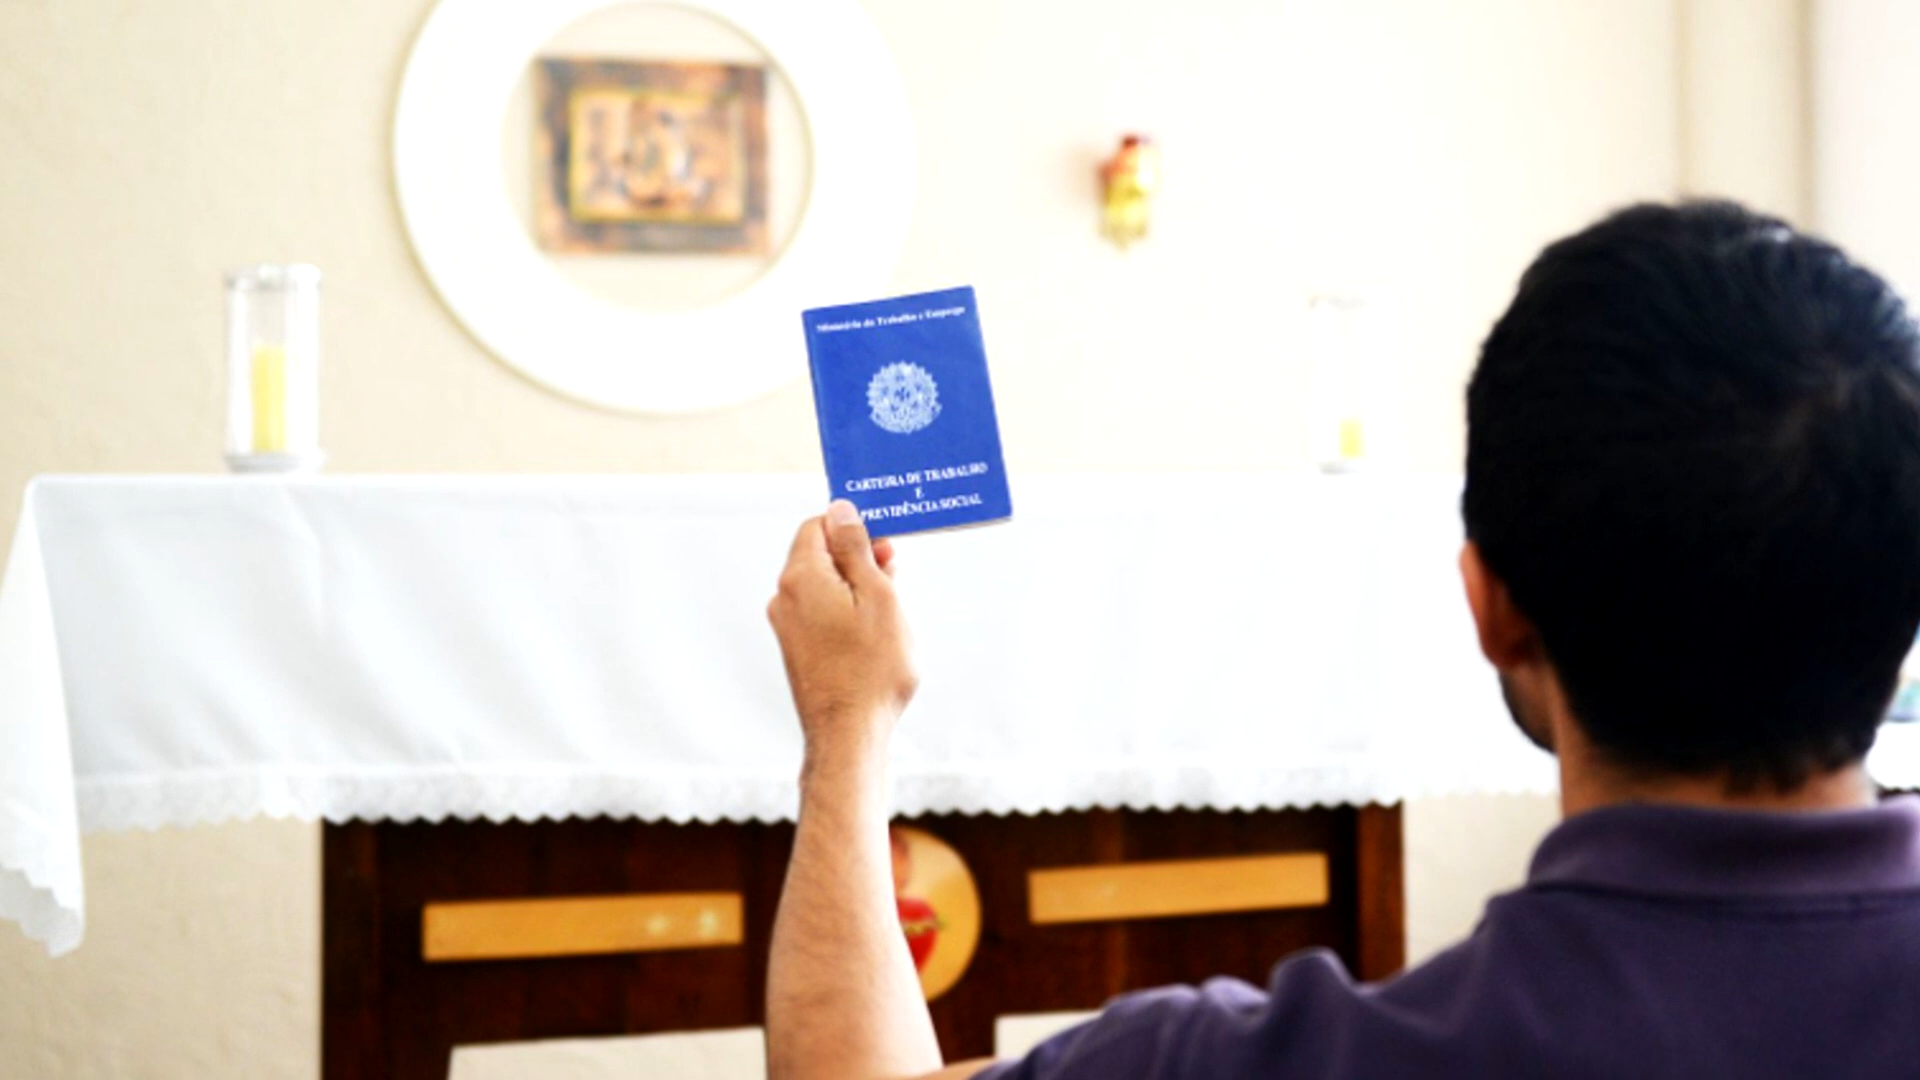 Ministério do Trabalho e Emprego
CARTEIRA DE TRABALHO
E
PREVIDÊNCIA SOCIAL